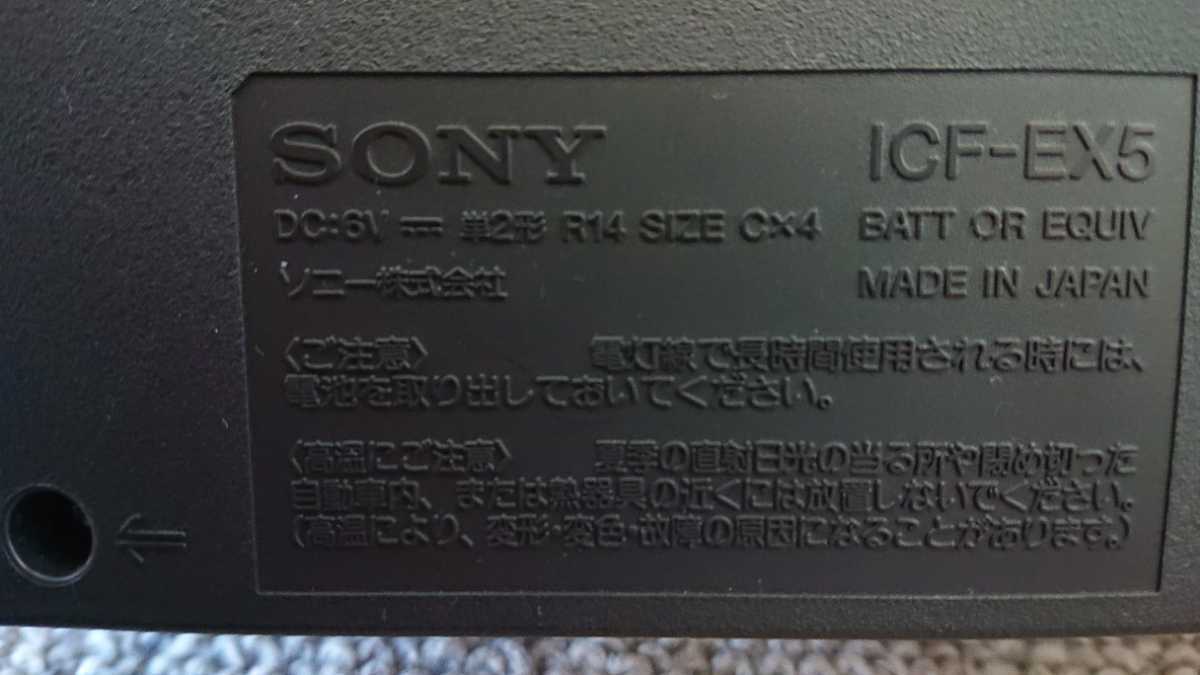 SONY ICF-EX5
DC:6V ⎓ 単2形 R14 SIZE C×4 BATT OR EQUIV
ソニー株式会社 MADE IN JAPAN
〈ご注意〉 電灯線で長時間使用される時には、
電池を取り出しておいてください。
〈高温にご注意〉 夏季の直射日光の当る所や閉め切った
自動車内、または熱器具の近くには放置しないでください。
(高温により、変形・変色・故障の原因になることがあります。)